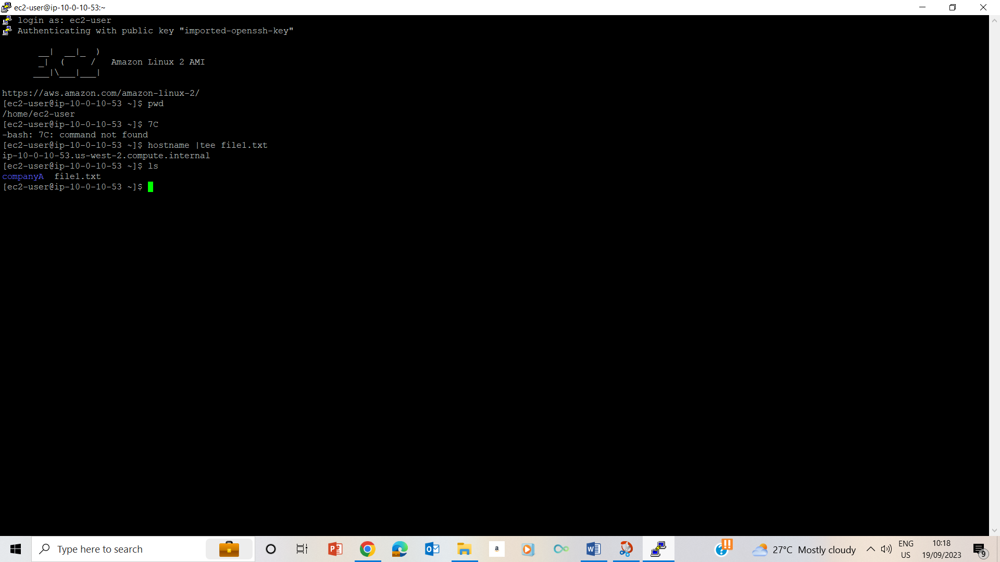 ec2-user@ip-10-0-10-53:~
login as: ec2-user
Authenticating with public key "imported-openssh-key"
       __|  __|_  )
       _|  (     /   Amazon Linux 2 AMI
      ___|\___|___|
https://aws.amazon.com/amazon-linux-2/
[ec2-user@ip-10-0-10-53 ~]$ pwd
/home/ec2-user
[ec2-user@ip-10-0-10-53 ~]$ 7C
-bash: 7C: command not found
[ec2-user@ip-10-0-10-53 ~]$ hostname |tee file1.txt
ip-10-0-10-53.us-west-2.compute.internal
[ec2-user@ip-10-0-10-53 ~]$ ls
companyA  file1.txt
[ec2-user@ip-10-0-10-53 ~]$
Type here to search
a
27°C Mostly cloudy
ENG
US
10:18
19/09/2023
9